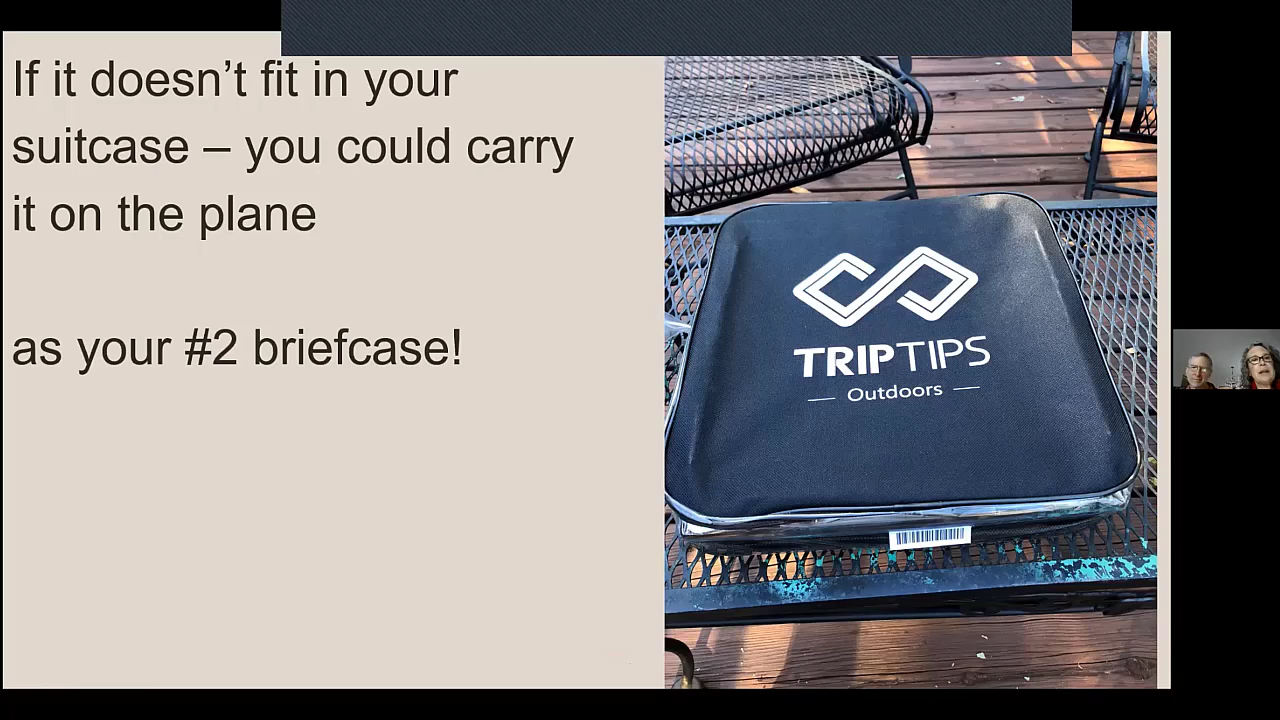 If it doesn’t fit in your
suitcase – you could carry
it on the plane
as your #2 briefcase!
TRIPTIPS
Outdoors